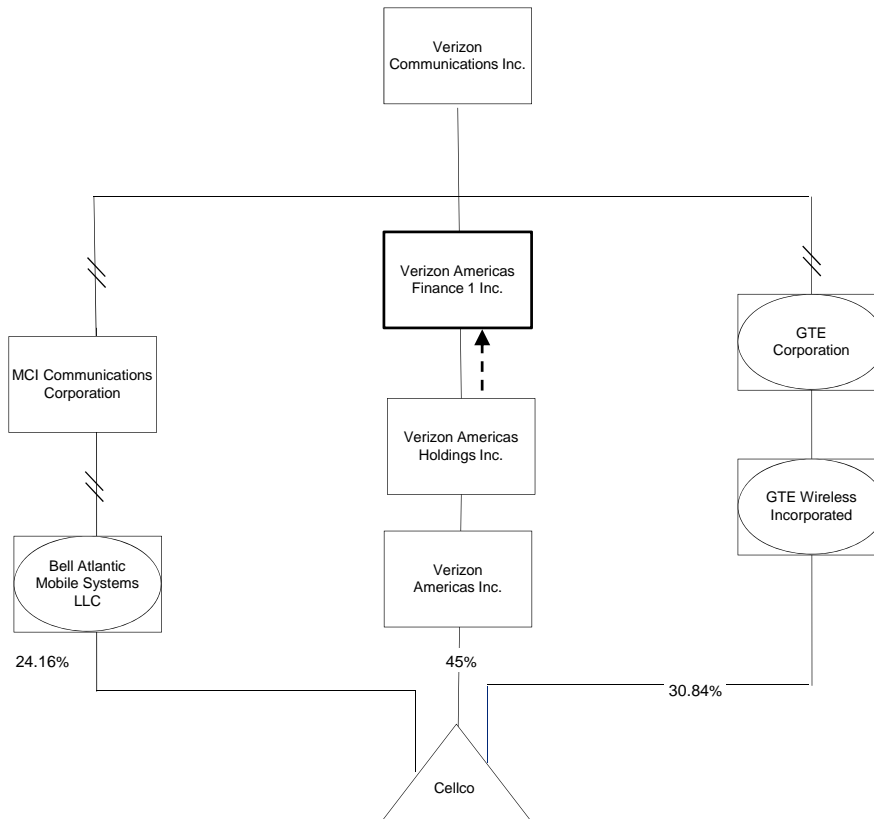 Verizon
Communications Inc.
Verizon Americas
Finance 1 Inc.
GTE
Corporation
MCI Communications
Corporation
Verizon Americas
Holdings Inc.
GTE Wireless
Incorporated
Bell Atlantic
Mobile Systems
LLC
Verizon
Americas Inc.
24.16%
45%
30.84%
Cellco